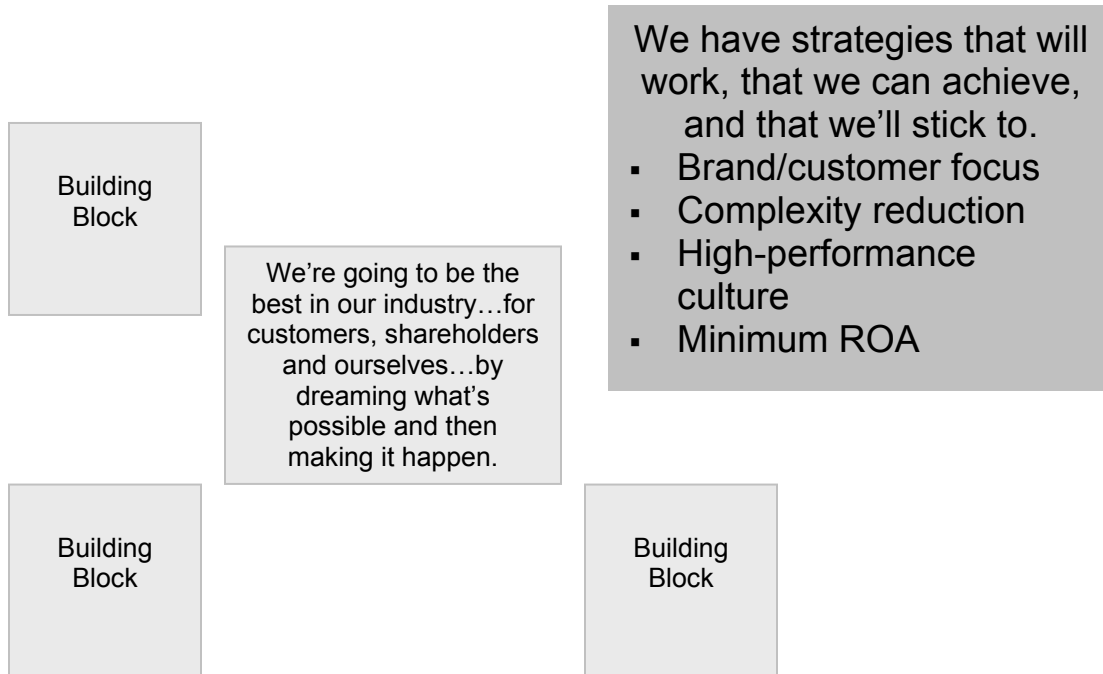 We have strategies that will
work, that we can achieve,
and that we'll stick to.
▪ Brand/customer focus
▪ Complexity reduction
▪ High-performance
culture
▪ Minimum ROA
Building
Block
We're going to be the
best in our industry…for
customers, shareholders
and ourselves…by
dreaming what's
possible and then
making it happen.
Building
Block
Building
Block